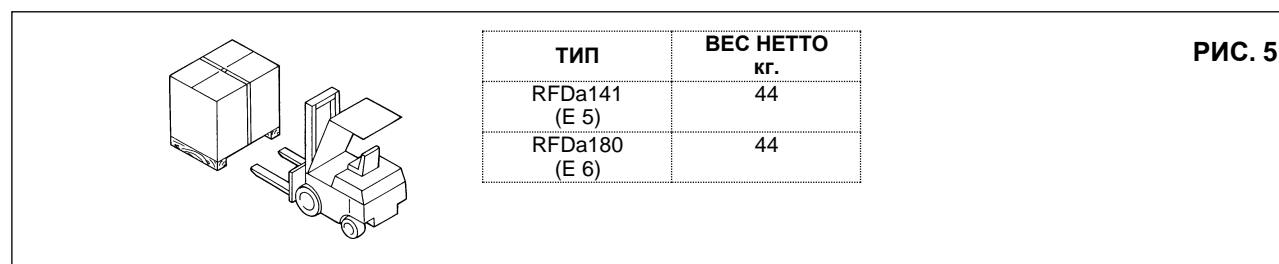 ТИП
ВЕС НЕТТО
кг.
RFDa141
(E 5)
44
RFDa180
(E 6)
44
РИС. 5